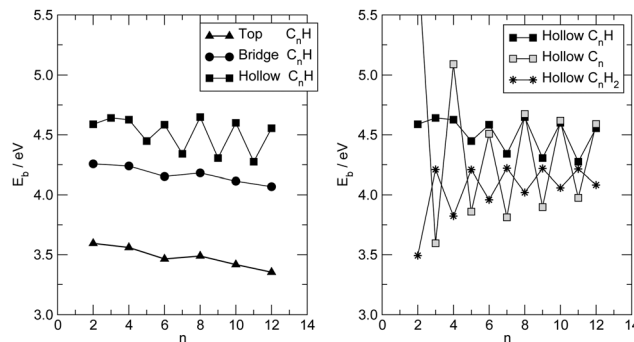 5.5
5.0
4.5
4.0
3.5
3.0
E_b / eV
0 2 4 6 8 10 12 14
n
Top C_nH
Bridge C_nH
Hollow C_nH
5.5
5.0
4.5
4.0
3.5
3.0
E_b / eV
0 2 4 6 8 10 12 14
n
Hollow C_nH
Hollow C_n
Hollow C_nH_2